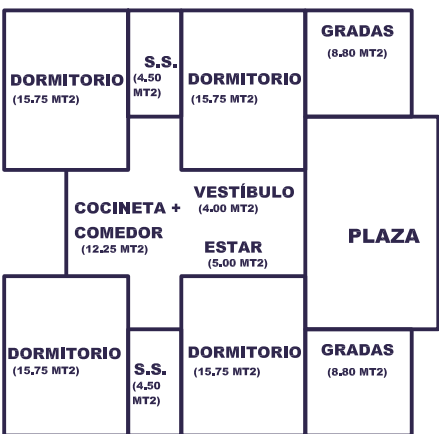 DORMITORIO
(15.75 MT2)
S.S.
(4.50
MT2)
DORMITORIO
(15.75 MT2)
GRADAS
(8.80 MT2)
COCINETA +
COMEDOR
(12.25 MT2)
VESTÍBULO
(4.00 MT2)
ESTAR
(5.00 MT2)
PLAZA
DORMITORIO
(15.75 MT2)
S.S.
(4.50
MT2)
DORMITORIO
(15.75 MT2)
GRADAS
(8.80 MT2)